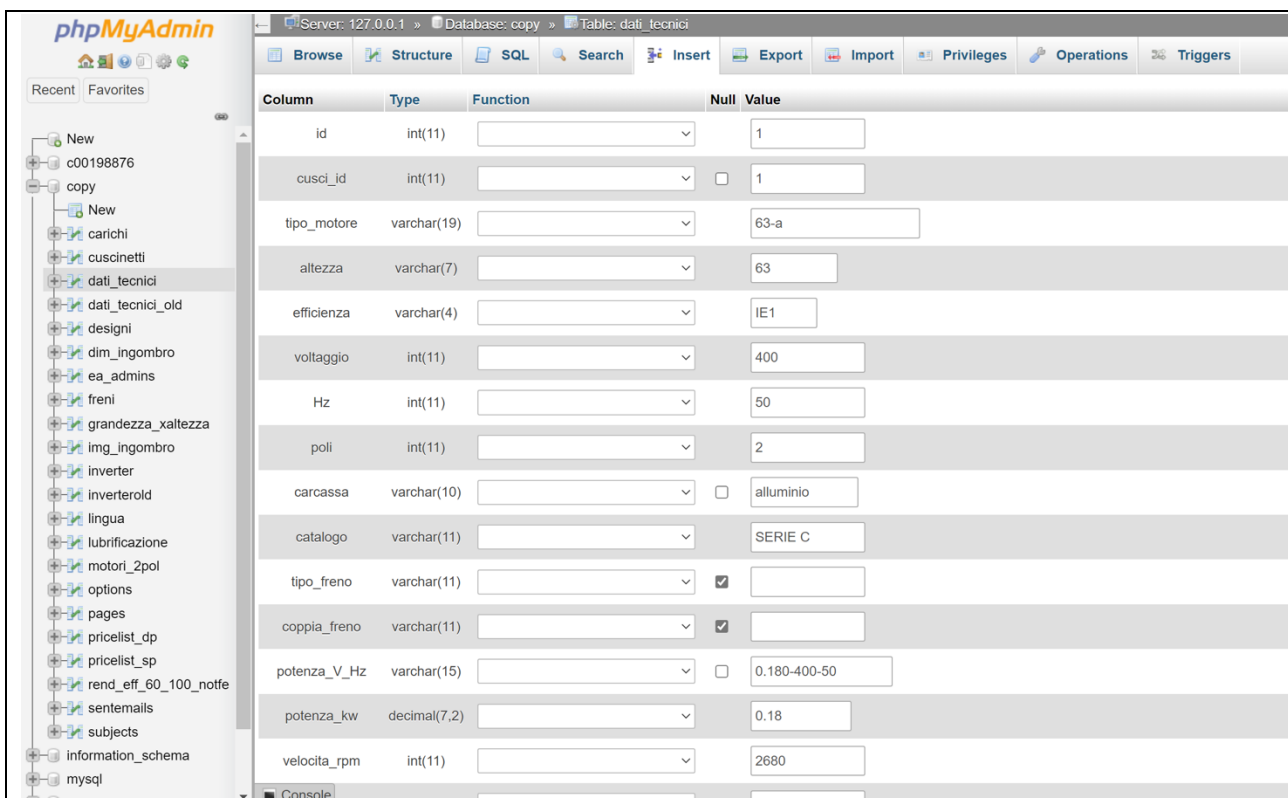 phpMyAdmin
Recent Favorites
New
c00198876
copy
New
carichi
cuscinetti
dati_tecnici
dati_tecnici_old
designi
dim_ingombro
ea_admins
freni
grandezza_xaltezza
img_ingombro
inverter
inverterold
lingua
lubrificazione
motori_2pol
options
pages
pricelist_dp
pricelist_sp
rend_eff_60_100_notfe
sentemails
subjects
information_schema
mysql
Server: 127.0.0.1 » Database: copy » Table: dati_tecnici
Browse Structure SQL Search Insert Export Import Privileges Operations Triggers
Column Type Function Null Value
id int(11) 1
cusci_id int(11) 1
tipo_motore varchar(19) 63-a
altezza varchar(7) 63
efficienza varchar(4) IE1
voltaggio int(11) 400
Hz int(11) 50
poli int(11) 2
carcassa varchar(10) alluminio
catalogo varchar(11) SERIE C
tipo_freno varchar(11)
coppia_freno varchar(11)
potenza_V_Hz varchar(15) 0.180-400-50
potenza_kw decimal(7,2) 0.18
velocita_rpm int(11) 2680
Console